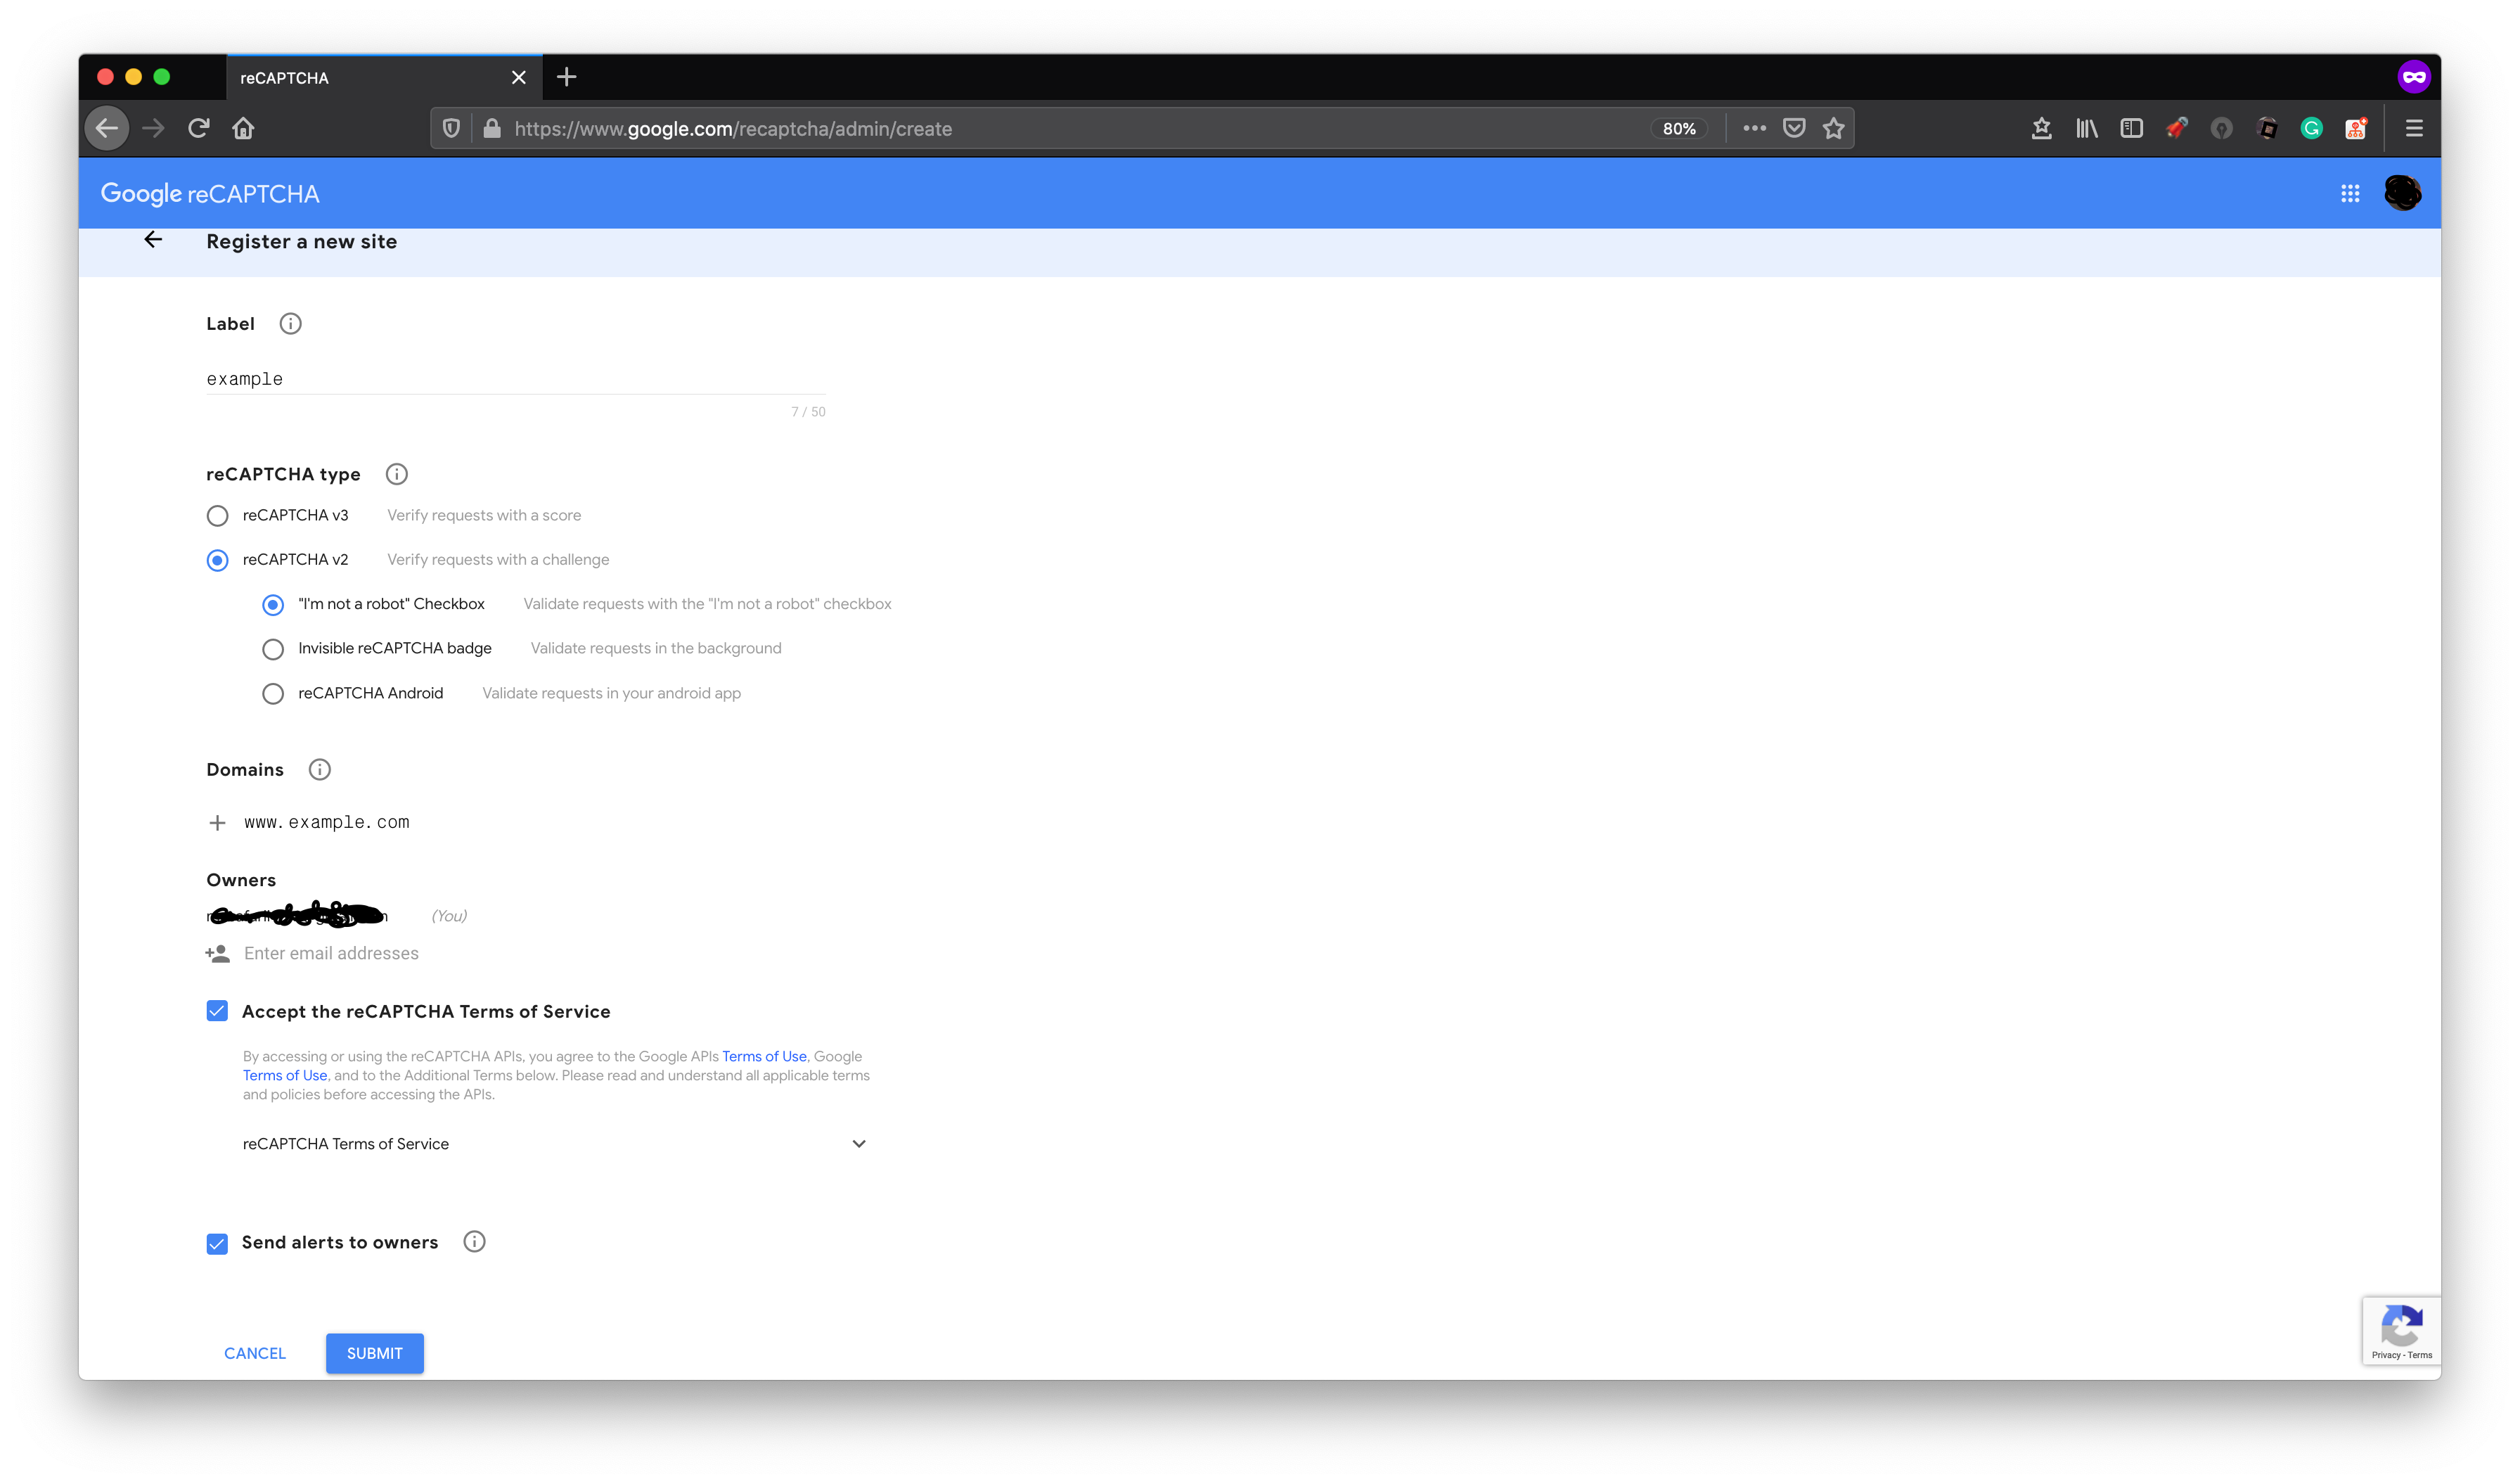 reCAPTCHA
https://www.google.com/recaptcha/admin/create 80%
Google reCAPTCHA
Register a new site
Label
example
7 / 50
reCAPTCHA type
reCAPTCHA v3 Verify requests with a score
reCAPTCHA v2 Verify requests with a challenge
"I'm not a robot" Checkbox Validate requests with the "I'm not a robot" checkbox
Invisible reCAPTCHA badge Validate requests in the background
reCAPTCHA Android Validate requests in your android app
Domains
www.example.com
Owners
(You)
Enter email addresses
Accept the reCAPTCHA Terms of Service
By accessing or using the reCAPTCHA APIs, you agree to the Google APIs Terms of Use, Google
Terms of Use, and to the Additional Terms below. Please read and understand all applicable terms
and policies before accessing the APIs.
reCAPTCHA Terms of Service
Send alerts to owners
CANCEL SUBMIT
Privacy - Terms